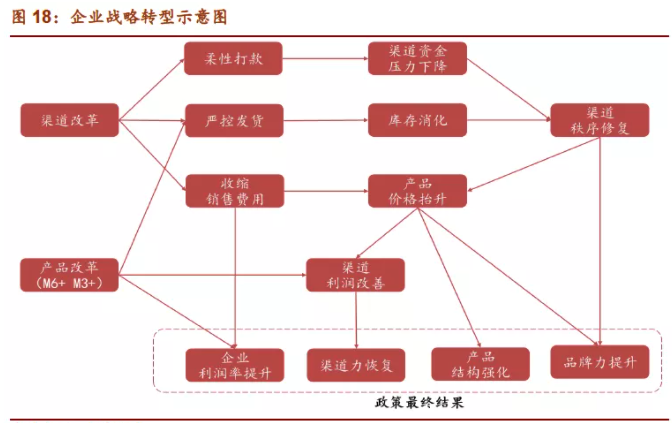 图 18：企业战略转型示意图
柔性打款
渠道资金
压力下降
渠道改革
严控发货
库存消化
渠道
秩序修复
收缩
销售费用
产品
价格抬升
产品改革
（M6+ M3+）
渠道
利润改善
企业
利润率提升
渠道力恢复
产品
结构强化
品牌力提升
政策最终结果